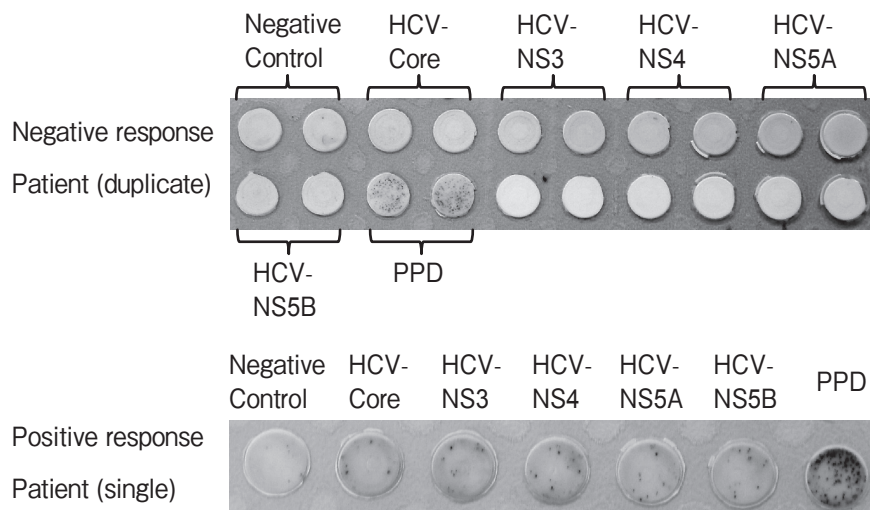 Negative
Control
HCV-
Core
HCV-
NS3
HCV-
NS4
HCV-
NS5A
Negative response
Patient (duplicate)
HCV-
NS5B
PPD
Negative
Control
HCV-
Core
HCV-
NS3
HCV-
NS4
HCV-
NS5A
HCV-
NS5B
PPD
Positive response
Patient (single)